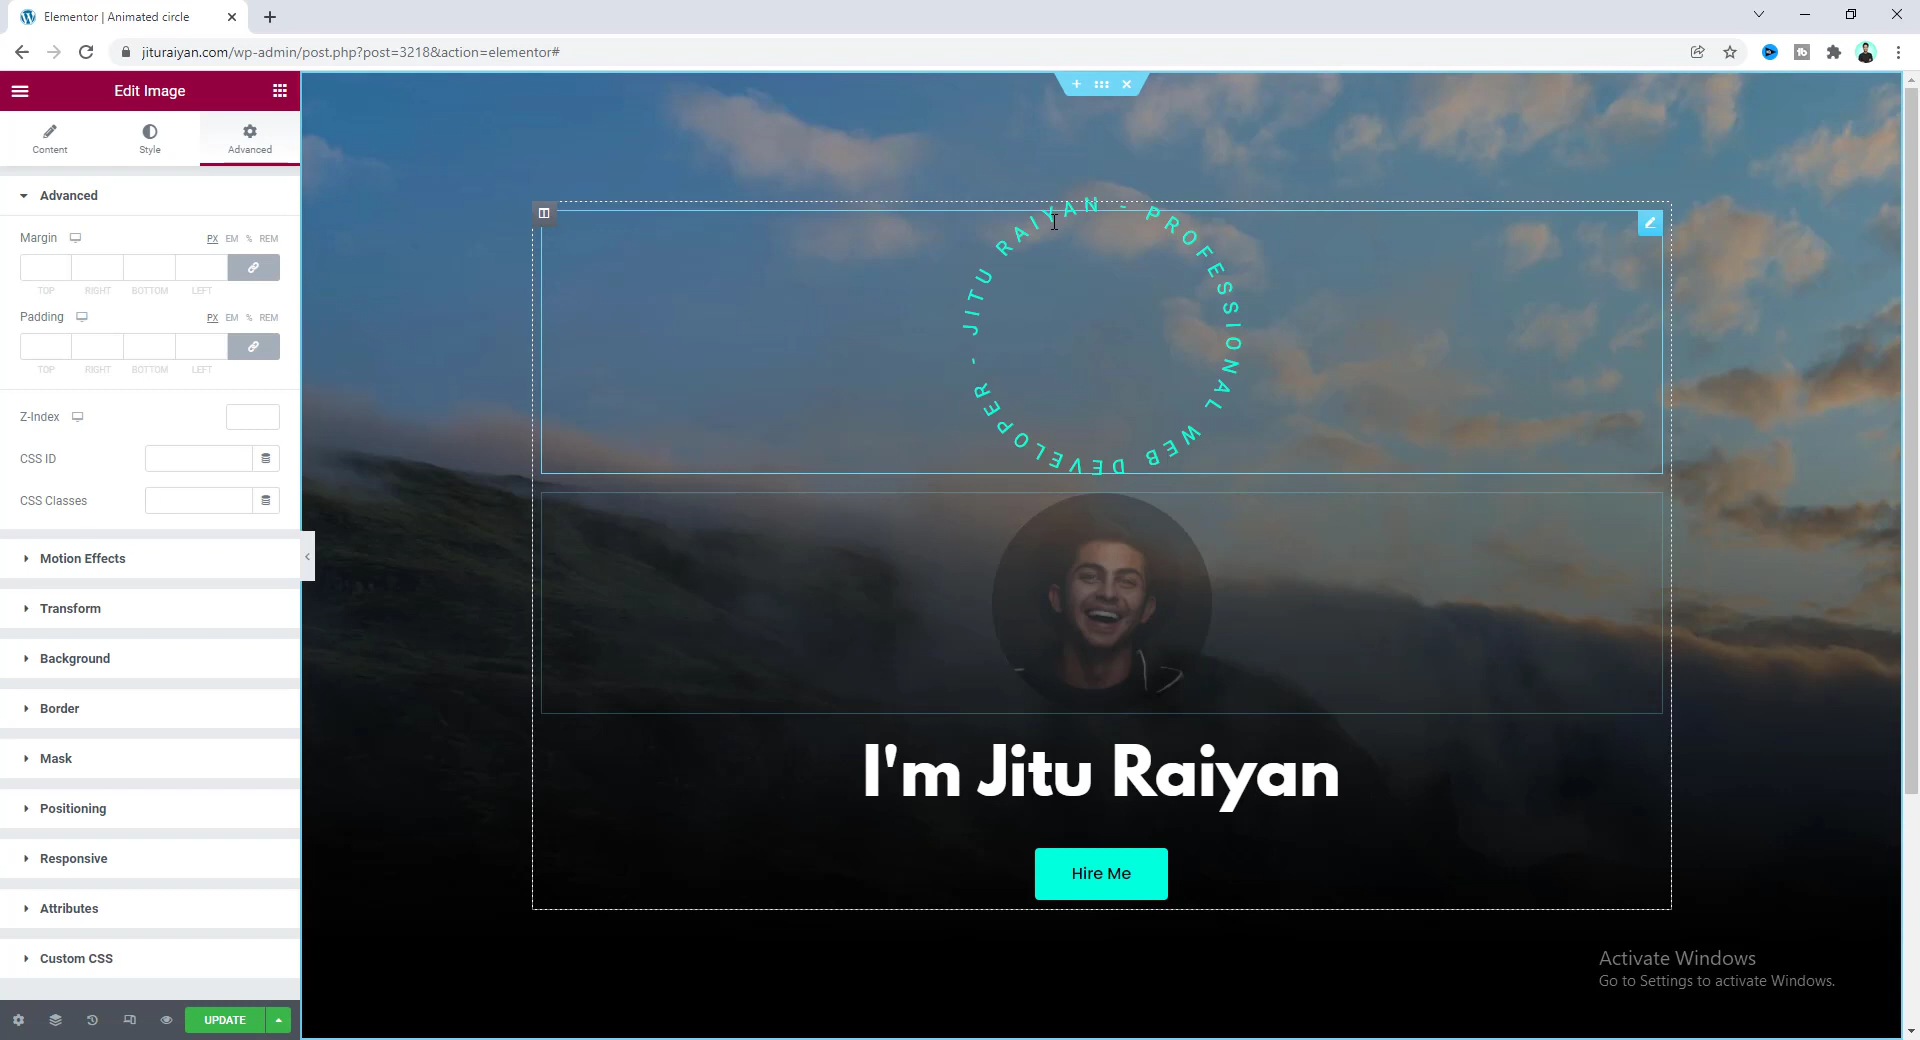 Elementor | Animated circle
jituraiyan.com/wp-admin/post.php?post=3218&action=elementor#
Edit Image
Content
Style
Advanced
Advanced
Margin
PX EM % REM
TOP RIGHT BOTTOM LEFT
Padding
PX EM % REM
TOP RIGHT BOTTOM LEFT
Z-Index
CSS ID
CSS Classes
Motion Effects
Transform
Background
Border
Mask
Positioning
Responsive
Attributes
Custom CSS
UPDATE
JITU RAIYAN - PROFESSIONAL WEB DEVELOPER -
I'm Jitu Raiyan
Hire Me
Activate Windows
Go to Settings to activate Windows.